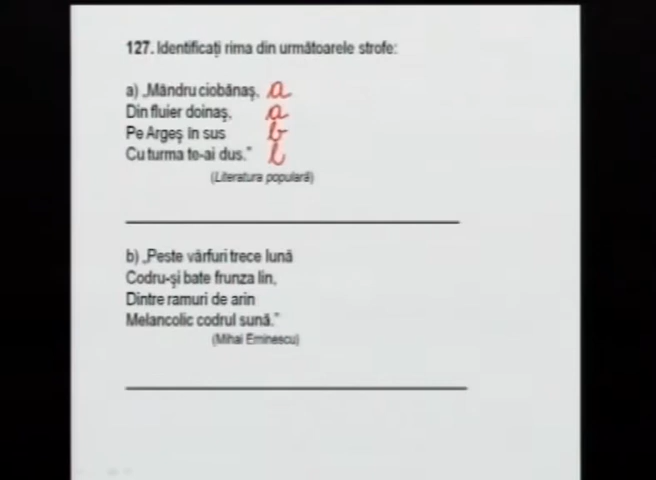 127. Identificați rima din următoarele strofe:
a) „Mândru ciobănaș, a
Din fluier doinaș, a
Pe Argeș în sus b
Cu turma te-ai dus.” b
(Literatura populară)
b) „Peste vârfuri trece lună
Codru-și bate frunza lin,
Dintre ramuri de arin
Melancolic codrul sună.”
(Mihai Eminescu)